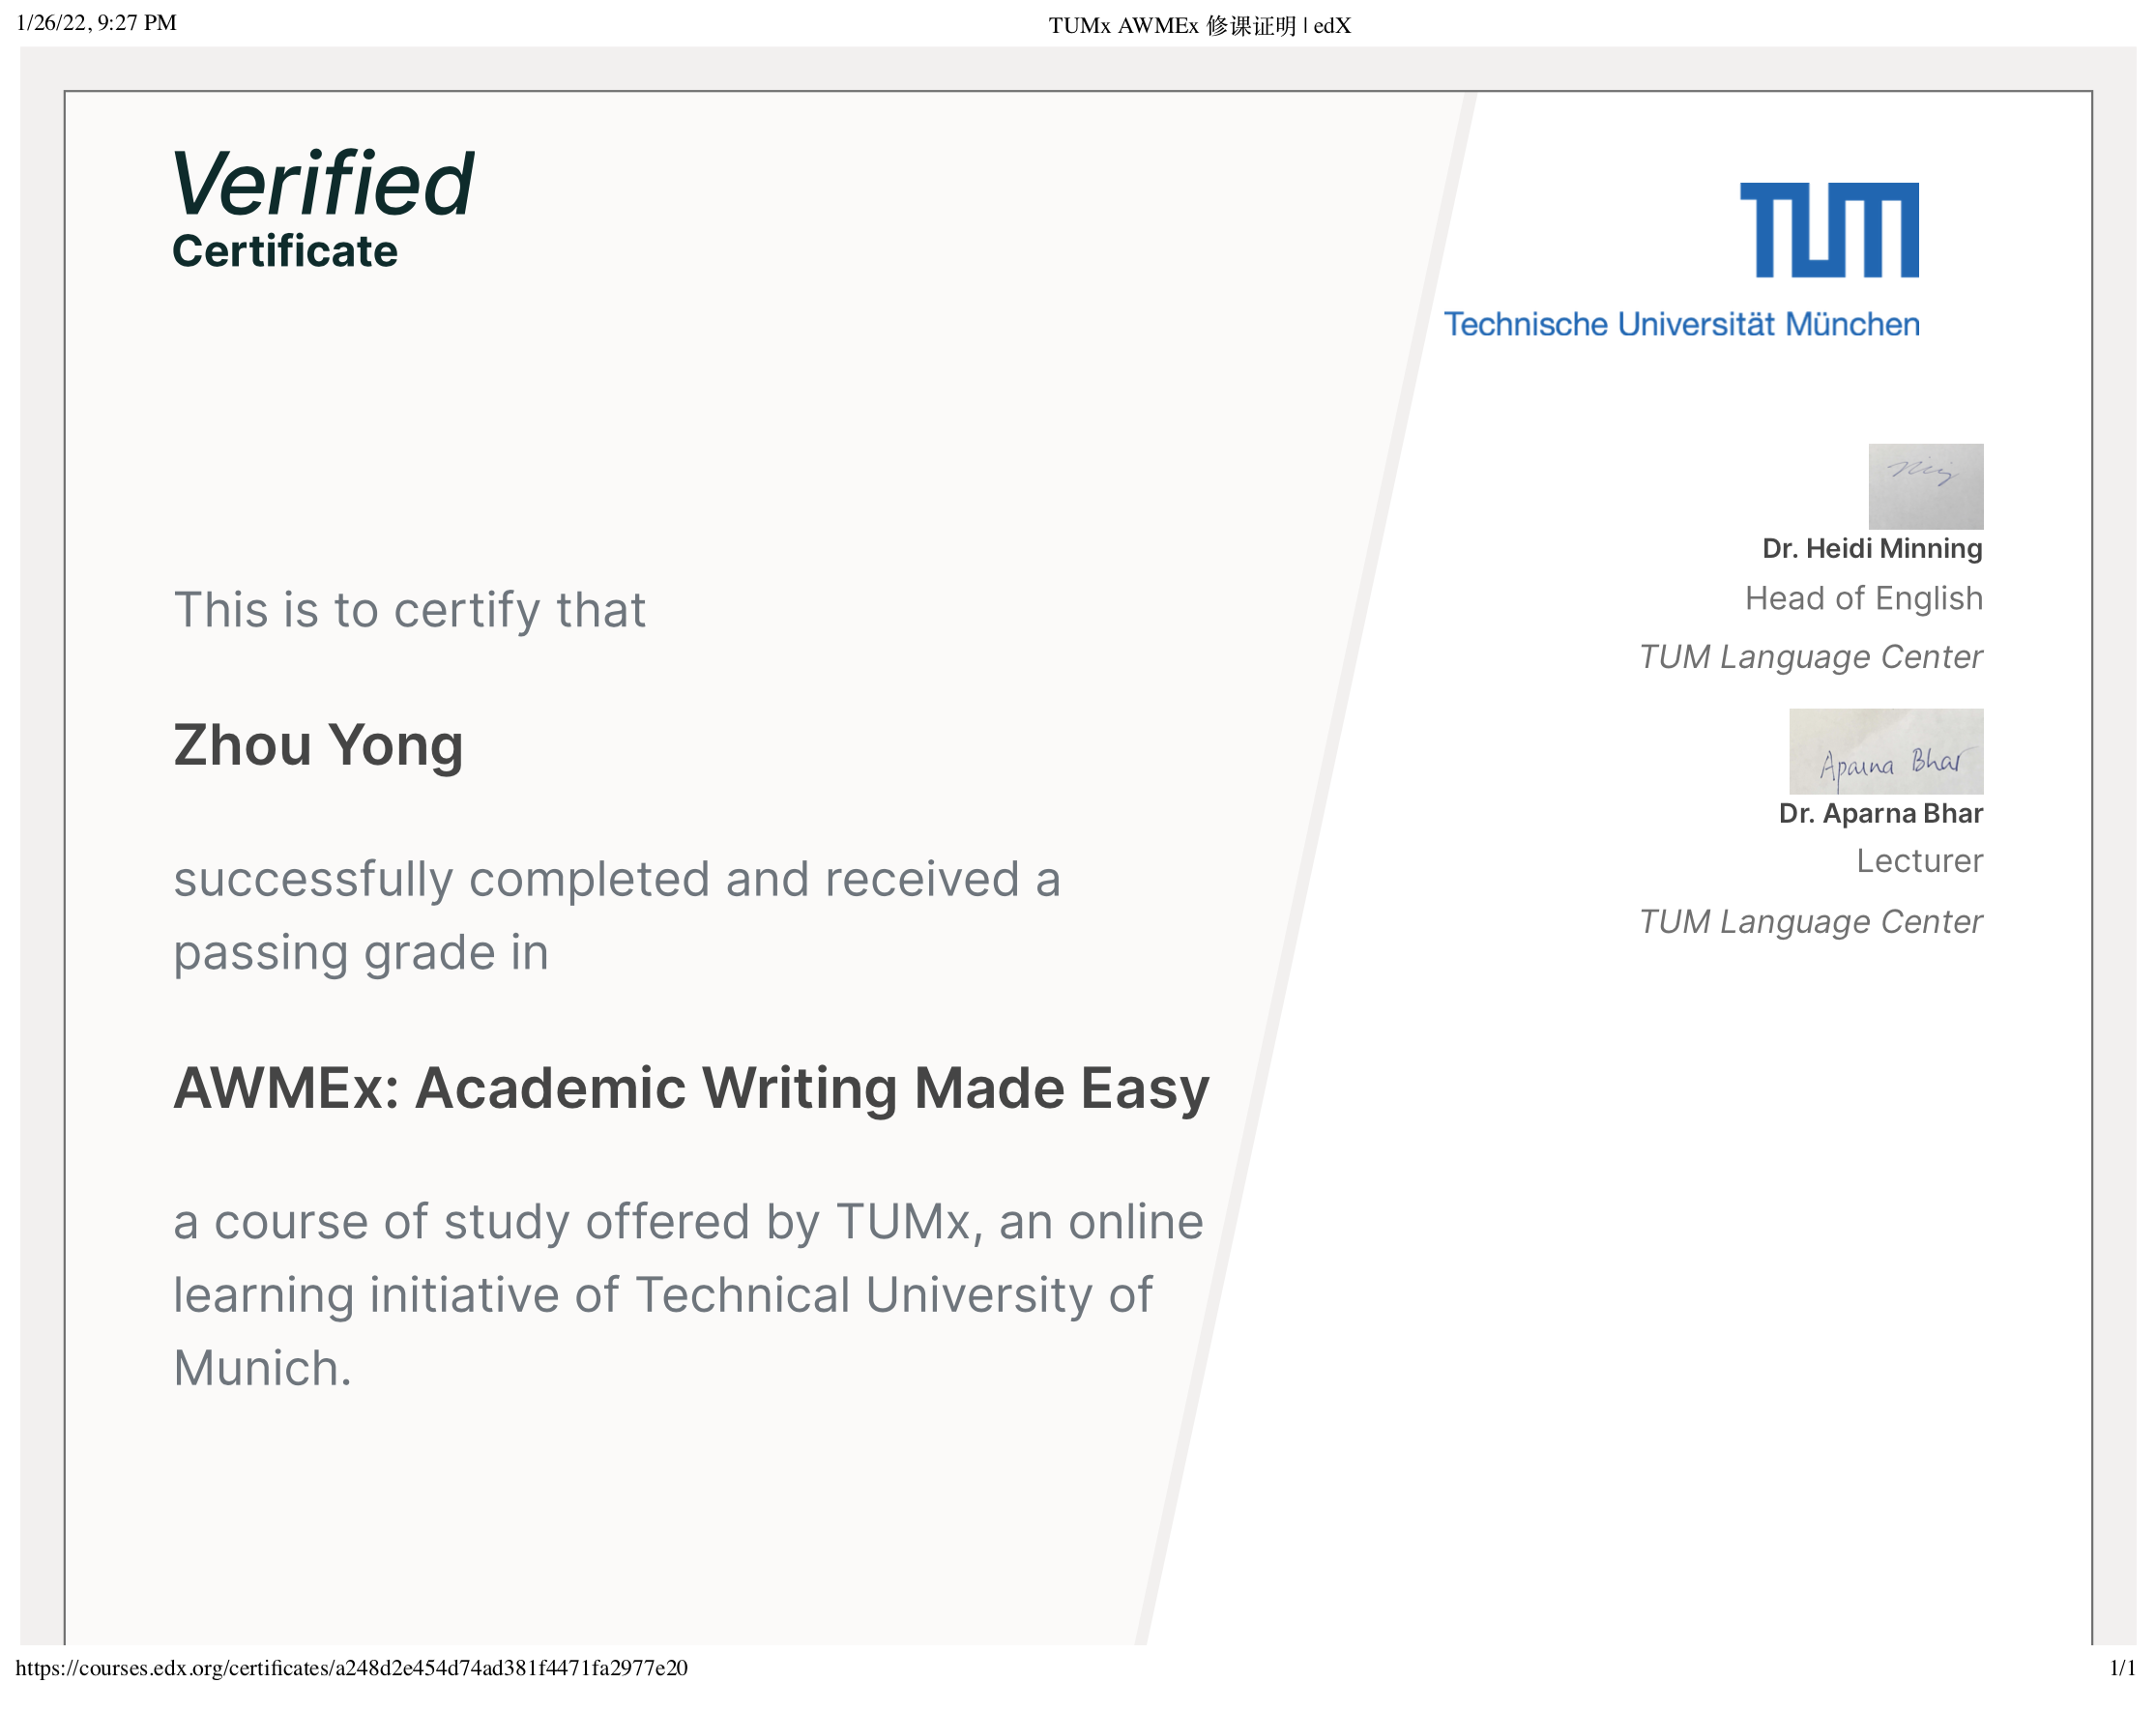 1/26/22, 9:27 PM
TUMx AWMEx 修课证明 | edX
Verified
Certificate
This is to certify that
Zhou Yong
successfully completed and received a
passing grade in
AWMEx: Academic Writing Made Easy
a course of study offered by TUMx, an online
learning initiative of Technical University of
Munich.
TUM
Technische Universität München
Dr. Heidi Minning
Head of English
TUM Language Center
Aparna Bhar
Dr. Aparna Bhar
Lecturer
TUM Language Center
https://courses.edx.org/certificates/a248d2e454d74ad381f4471fa2977e20
1/1